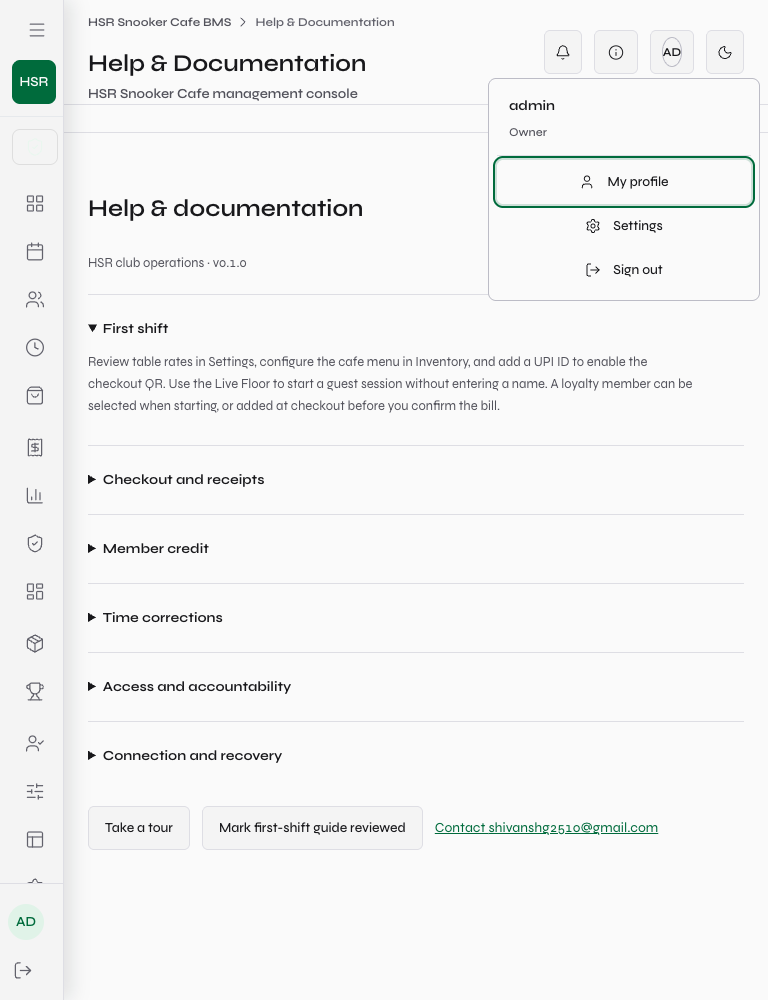 HSR Snooker Cafe BMS > Help & Documentation
Help & Documentation
HSR Snooker Cafe management console
AD
HSR
admin
Owner
My profile
Settings
Sign out
Help & documentation
HSR club operations · v0.1.0
▼ First shift
Review table rates in Settings, configure the cafe menu in Inventory, and add a UPI ID to enable the
checkout QR. Use the Live Floor to start a guest session without entering a name. A loyalty member can be
selected when starting, or added at checkout before you confirm the bill.
▶ Checkout and receipts
▶ Member credit
▶ Time corrections
▶ Access and accountability
▶ Connection and recovery
Take a tour
Mark first-shift guide reviewed
Contact shivanshg2510@gmail.com
AD